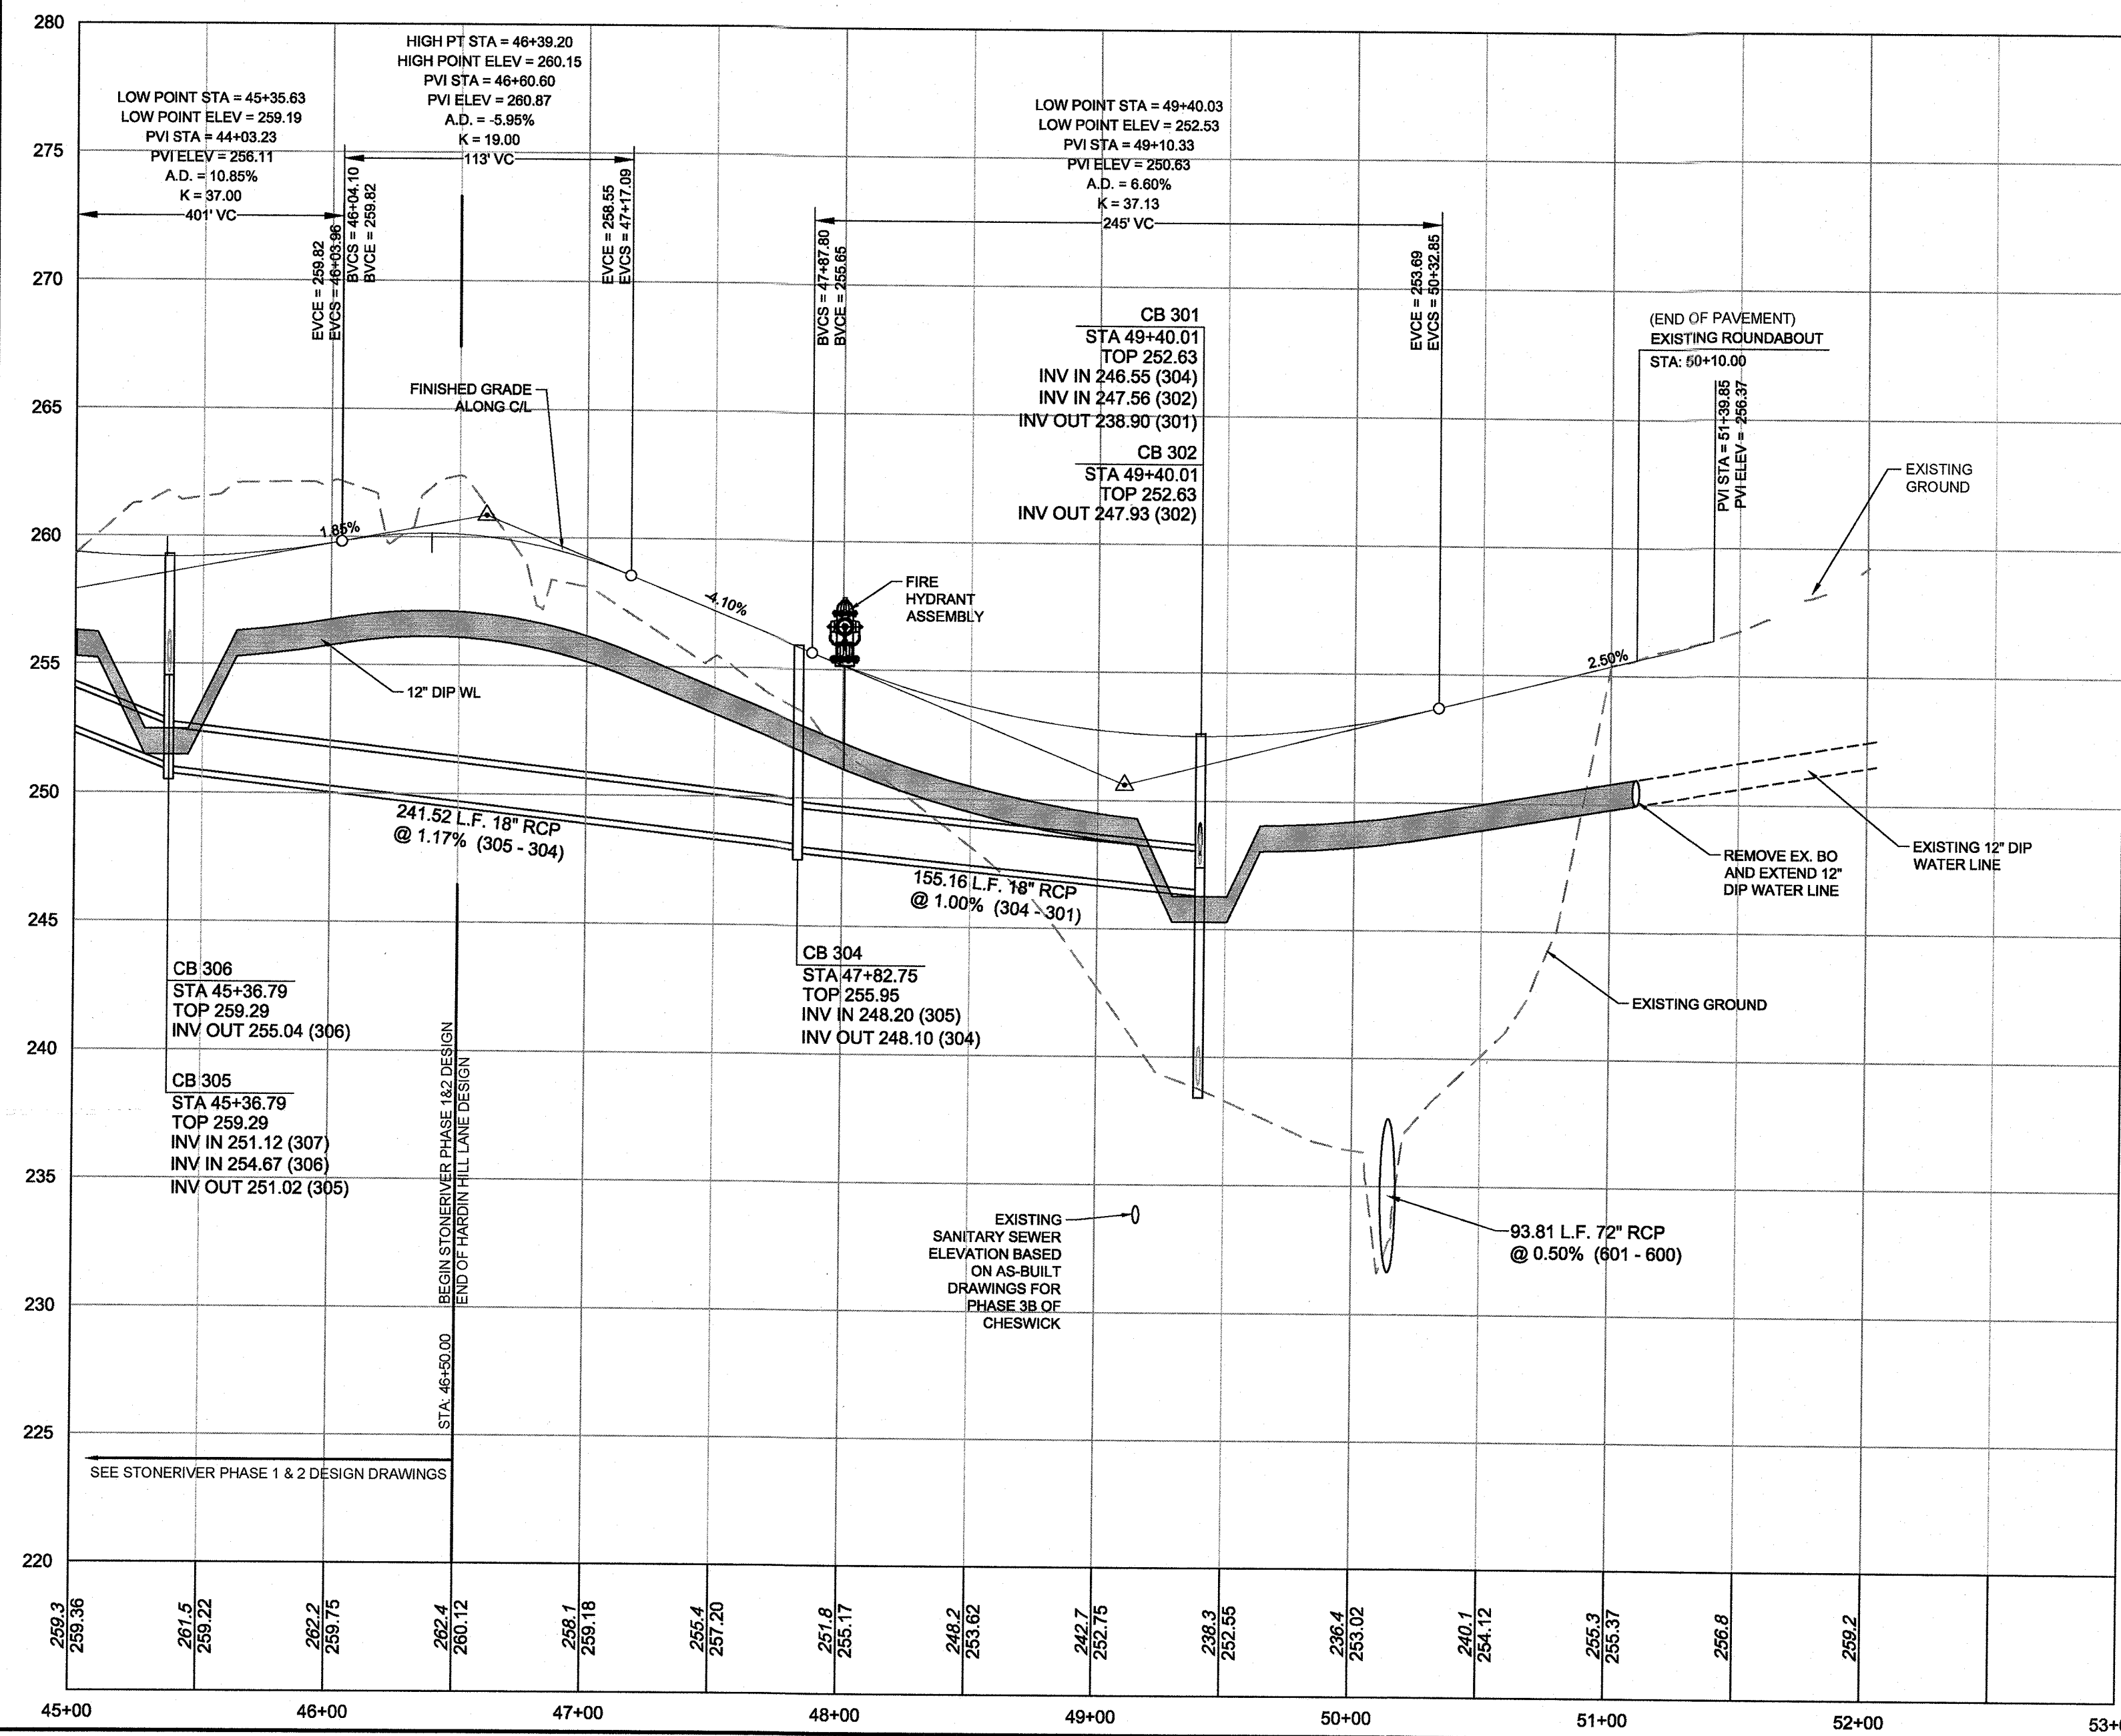 280
275
270
265
260
255
250
245
240
235
230
225
220
LOW POINT STA = 45+35.63
LOW POINT ELEV = 259.19
PVI STA = 44+03.23
PVI ELEV = 256.11
A.D. = 10.85%
K = 37.00
401' VC
EVCE = 259.82
EVCS = 46+03.96
HIGH PT STA = 46+39.20
HIGH POINT ELEV = 260.15
PVI STA = 46+60.60
PVI ELEV = 260.87
A.D. = -5.95%
K = 19.00
113' VC
BVCS = 46+04.10
BVCE = 259.82
EVCE = 258.55
EVCS = 47+17.09
LOW POINT STA = 49+40.03
LOW POINT ELEV = 252.53
PVI STA = 49+10.33
PVI ELEV = 250.63
A.D. = 6.60%
K = 37.13
245' VC
BVCS = 47+87.80
BVCE = 255.65
EVCE = 253.69
EVCS = 50+32.85
CB 301
STA 49+40.01
TOP 252.63
INV IN 246.55 (304)
INV IN 247.56 (302)
INV OUT 238.90 (301)
CB 302
STA 49+40.01
TOP 252.63
INV OUT 247.93 (302)
(END OF PAVEMENT)
EXISTING ROUNDABOUT
STA: 50+10.00
PVI STA = 51+39.85
PVI ELEV = 256.37
EXISTING
GROUND
FINISHED GRADE
ALONG C/L
1.85%
-4.10%
2.50%
FIRE
HYDRANT
ASSEMBLY
12" DIP WL
241.52 L.F. 18" RCP
@ 1.17% (305 - 304)
155.16 L.F. 18" RCP
@ 1.00% (304 - 301)
REMOVE EX. BO
AND EXTEND 12"
DIP WATER LINE
EXISTING 12" DIP
WATER LINE
CB 306
STA 45+36.79
TOP 259.29
INV OUT 255.04 (306)
CB 305
STA 45+36.79
TOP 259.29
INV IN 251.12 (307)
INV IN 254.67 (306)
INV OUT 251.02 (305)
CB 304
STA 47+82.75
TOP 255.95
INV IN 248.20 (305)
INV OUT 248.10 (304)
EXISTING GROUND
STA: 46+50.00
BEGIN STONERIVER PHASE 1&2 DESIGN
END OF HARDIN HILL LANE DESIGN
EXISTING
SANITARY SEWER
ELEVATION BASED
ON AS-BUILT
DRAWINGS FOR
PHASE 3B OF
CHESWICK
93.81 L.F. 72" RCP
@ 0.50% (601 - 600)
SEE STONERIVER PHASE 1 & 2 DESIGN DRAWINGS
259.3
259.36
261.5
259.22
262.2
259.75
262.4
260.12
258.1
259.18
255.4
257.20
251.8
255.17
248.2
253.62
242.7
252.75
238.3
252.55
236.4
253.02
240.1
254.12
255.3
255.37
256.8
259.2
45+00
46+00
47+00
48+00
49+00
50+00
51+00
52+00